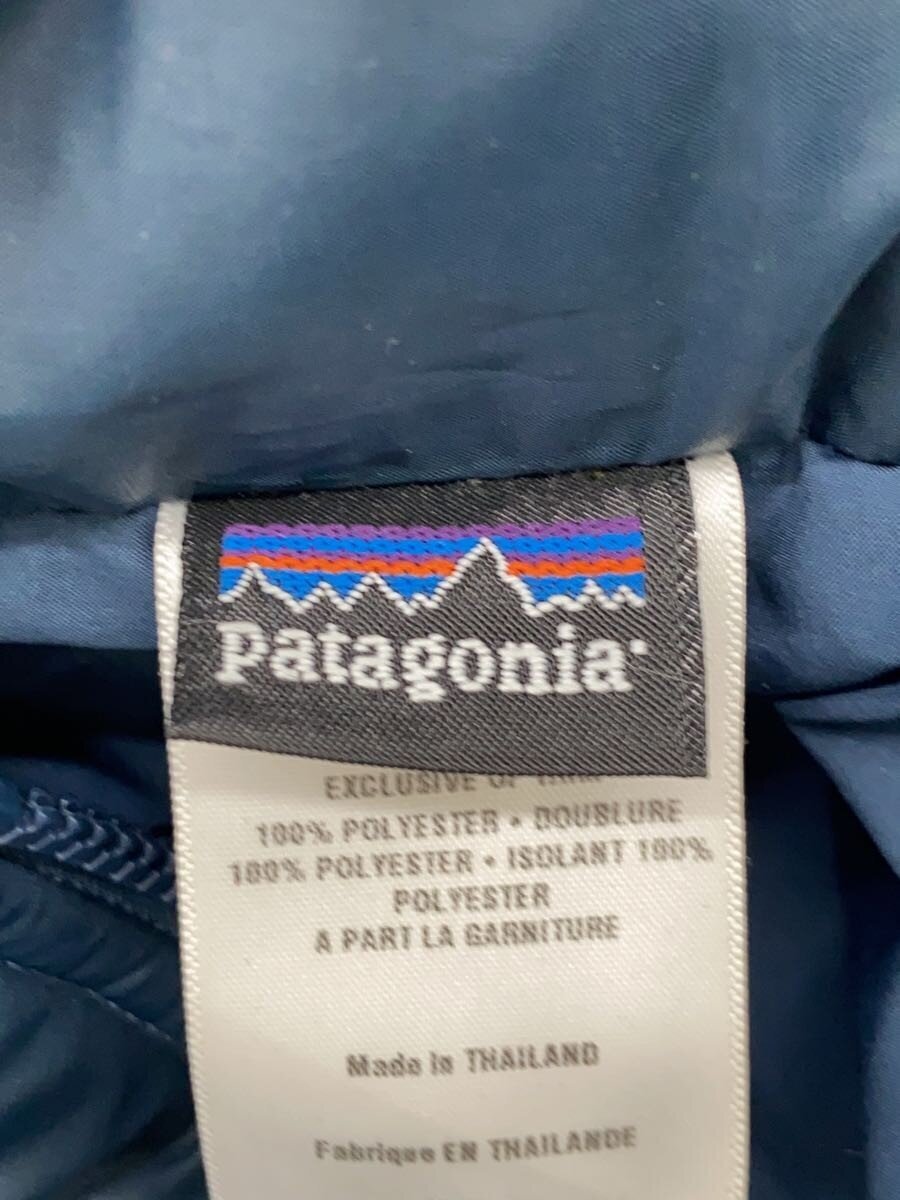 patagonia
EXCLUSIVE OF TRIM
100% POLYESTER • DOUBLURE
100% POLYESTER • ISOLANT 100%
POLYESTER
A PART LA GARNITURE
Made in THAILAND
Fabrique EN THAILANDE